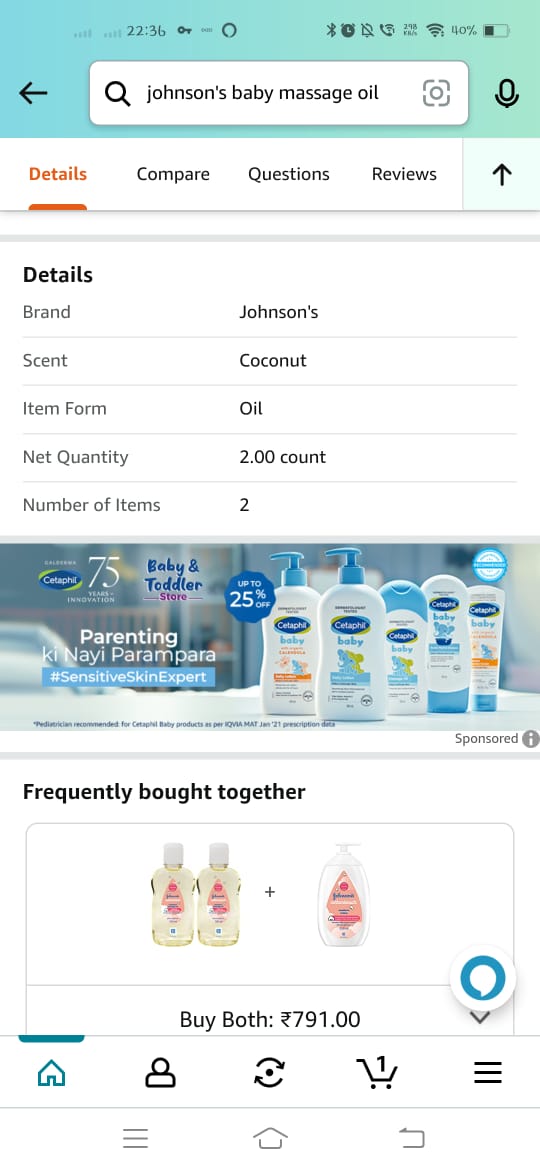 22:36
298
KB/s
40%
johnson's baby massage oil
Details Compare Questions Reviews
Details
Brand Johnson's
Scent Coconut
Item Form Oil
Net Quantity 2.00 count
Number of Items 2
GALDERMA
Cetaphil 75
YEARS
INNOVATION
Baby &
Toddler
Store
UP TO
25%
OFF
RECOMMENDED
Parenting
ki Nayi Parampara
#SensitiveSkinExpert
Cetaphil
baby
Cetaphil
baby
Cetaphil
baby
Cetaphil
baby
Cetaphil
baby
*Pediatrician recommended: for Cetaphil Baby products as per IQVIA MAT Jan '21 prescription data
Sponsored
Frequently bought together
+
Buy Both: ₹791.00
1